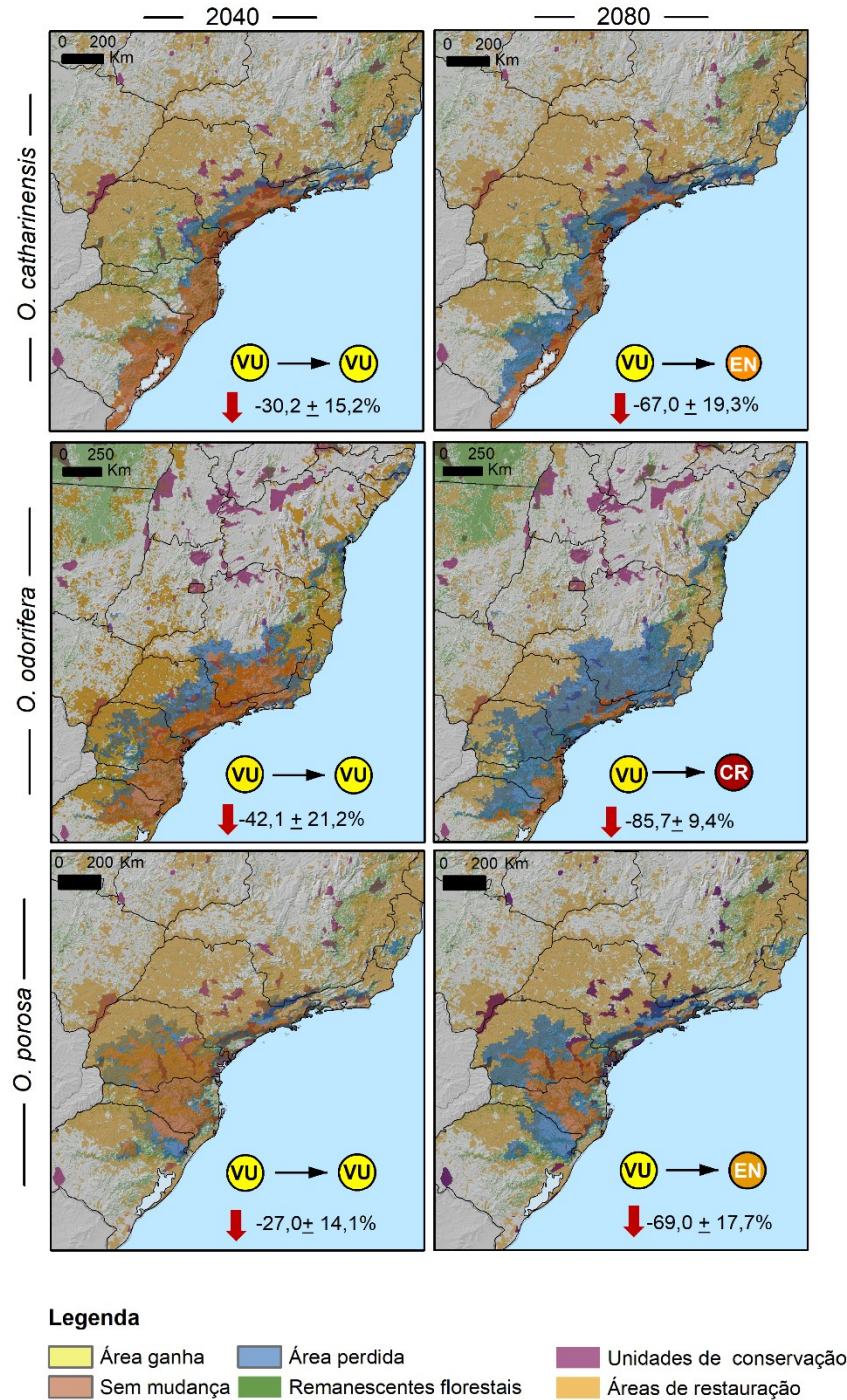 2040 2080
O. catharinensis
0 200
Km
VU VU
-30,2 ± 15,2%
0 200
Km
VU EN
-67,0 ± 19,3%
O. odorifera
0 250
Km
VU VU
-42,1 ± 21,2%
0 250
Km
VU CR
-85,7± 9,4%
O. porosa
0 200 Km
VU VU
-27,0± 14,1%
0 200 Km
VU EN
-69,0 ± 17,7%
Legenda
Área ganha Área perdida Unidades de conservação
Sem mudança Remanescentes florestais Áreas de restauração